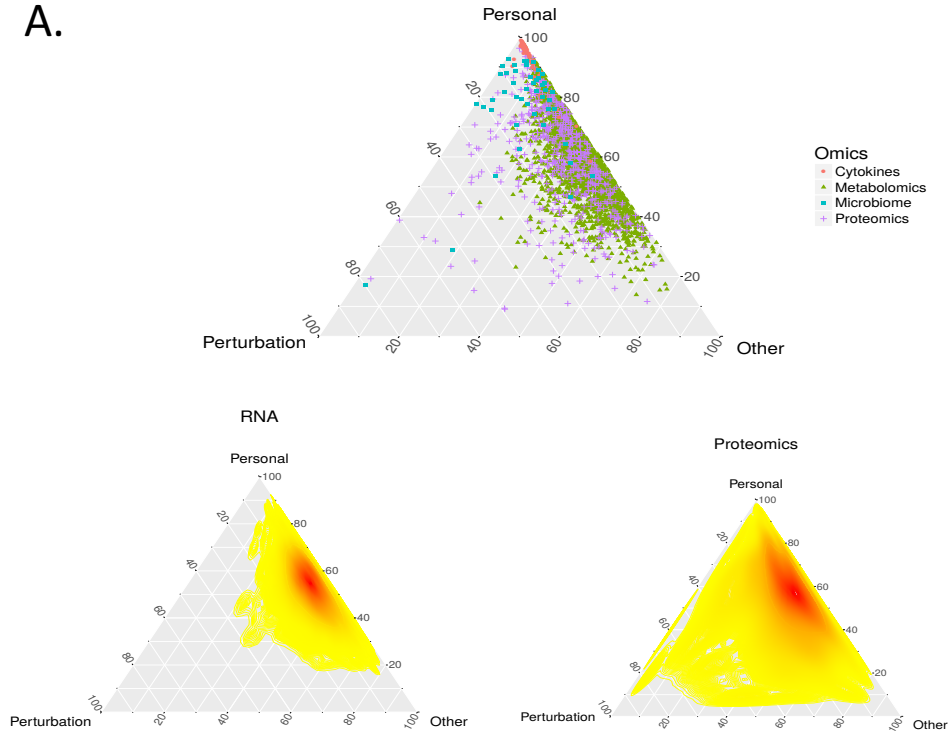 A.
Personal
100
20
80
40
60
60
40
80
20
100
Perturbation
Other
20
40
60
80
100
Omics
Cytokines
Metabolomics
Microbiome
Proteomics
RNA
Personal
100
20
80
40
60
60
40
80
20
100
Perturbation
Other
20
40
60
80
100
Proteomics
Personal
100
20
80
40
60
60
40
80
20
100
Perturbation
Other
20
40
60
80
100